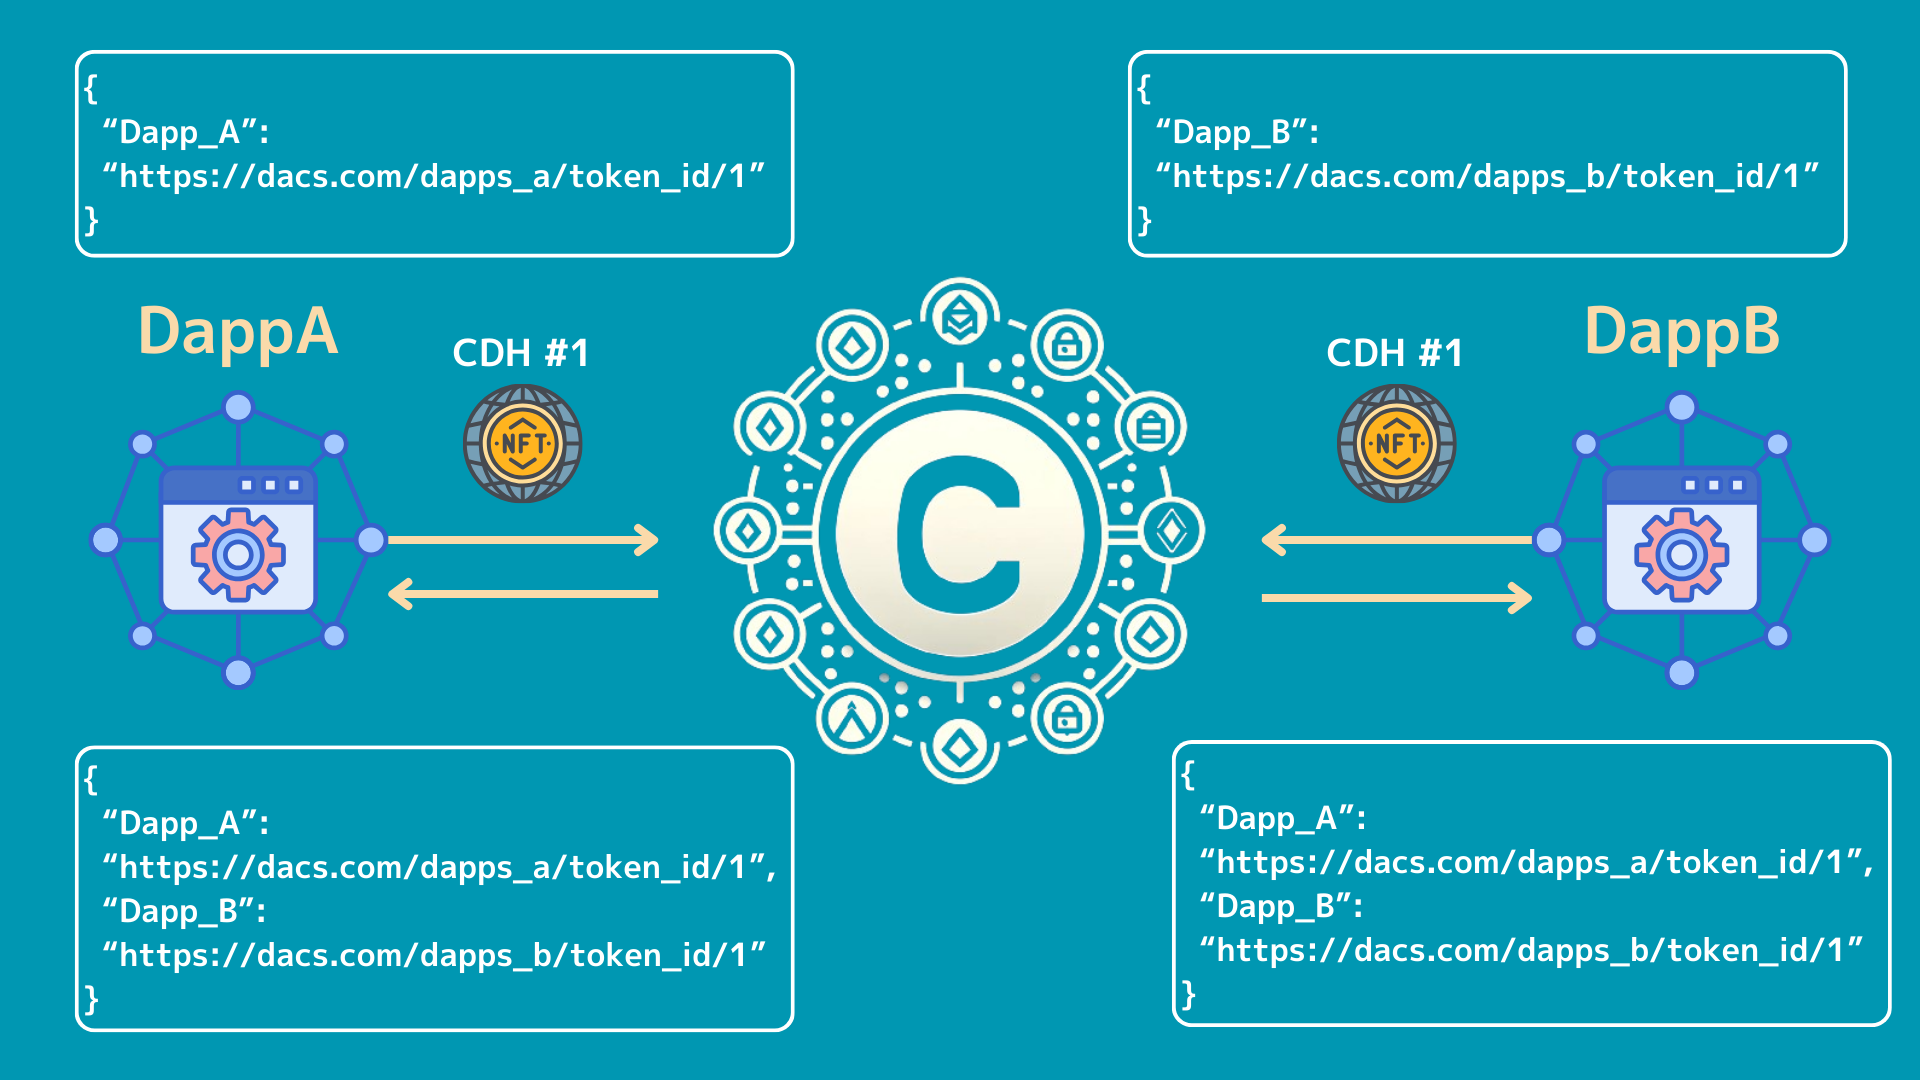 {
“Dapp_A”:
“https://dacs.com/dapps_a/token_id/1”
}
{
“Dapp_B”:
“https://dacs.com/dapps_b/token_id/1”
}
DappA
CDH #1
NFT
C
CDH #1
NFT
DappB
{
“Dapp_A”:
“https://dacs.com/dapps_a/token_id/1”,
“Dapp_B”:
“https://dacs.com/dapps_b/token_id/1”
}
{
“Dapp_A”:
“https://dacs.com/dapps_a/token_id/1”,
“Dapp_B”:
“https://dacs.com/dapps_b/token_id/1”
}